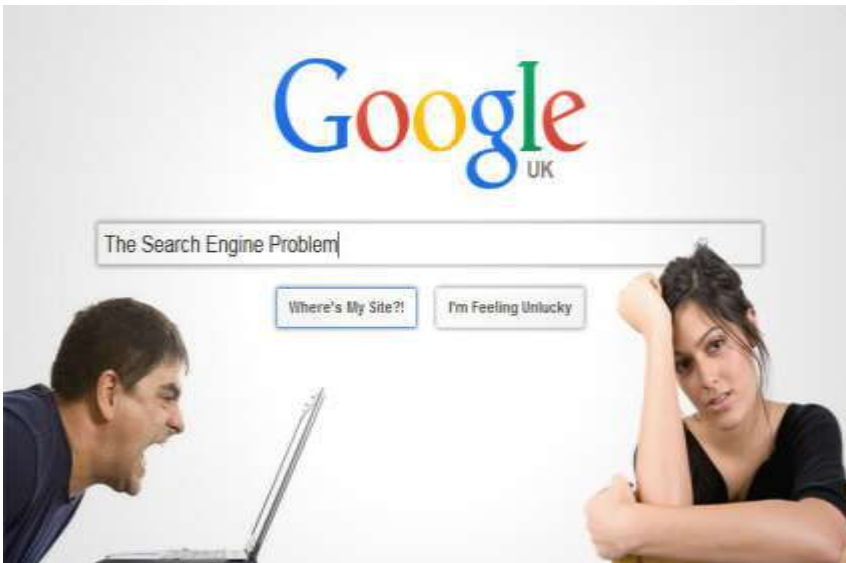 Google
UK
The Search Engine Problem
Where's My Site?!
I'm Feeling Unlucky